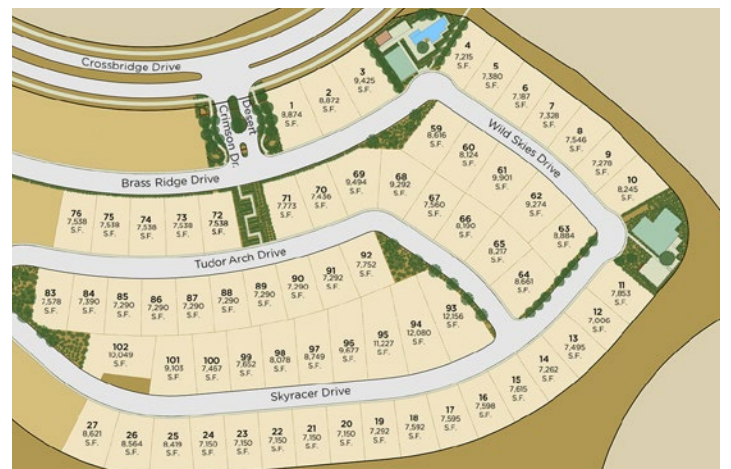 Crossbridge Drive
Desert
Crimson Dr.
Brass Ridge Drive
Wild Skies Drive
Tudor Arch Drive
Skyracer Drive
1
8,874
S.F.
2
8,872
S.F.
3
9,425
S.F.
4
7,215
S.F.
5
7,380
S.F.
6
7,187
S.F.
7
7,328
S.F.
8
7,546
S.F.
9
7,278
S.F.
10
8,245
S.F.
11
7,853
S.F.
12
7,006
S.F.
13
7,495
S.F.
14
7,262
S.F.
15
7,615
S.F.
16
7,598
S.F.
17
7,595
S.F.
18
7,592
S.F.
19
7,292
S.F.
20
7,150
S.F.
21
7,150
S.F.
22
7,150
S.F.
23
7,150
S.F.
24
7,150
S.F.
25
8,419
S.F.
26
8,564
S.F.
27
8,621
S.F.
59
8,616
S.F.
60
8,124
S.F.
61
9,901
S.F.
62
9,274
S.F.
63
8,884
S.F.
64
8,661
S.F.
65
8,217
S.F.
66
8,190
S.F.
67
7,560
S.F.
68
9,292
S.F.
69
9,494
S.F.
70
7,436
S.F.
71
7,773
S.F.
72
7,538
S.F.
73
7,538
S.F.
74
7,538
S.F.
75
7,538
S.F.
76
7,538
S.F.
83
7,578
S.F.
84
7,390
S.F.
85
7,290
S.F.
86
7,290
S.F.
87
7,290
S.F.
88
7,290
S.F.
89
7,290
S.F.
90
7,290
S.F.
91
7,292
S.F.
92
7,752
S.F.
93
12,156
S.F.
94
12,080
S.F.
95
11,227
S.F.
96
9,677
S.F.
97
8,749
S.F.
98
8,078
S.F.
99
7,652
S.F.
100
7,467
S.F.
101
9,103
S.F
102
10,049
S.F.